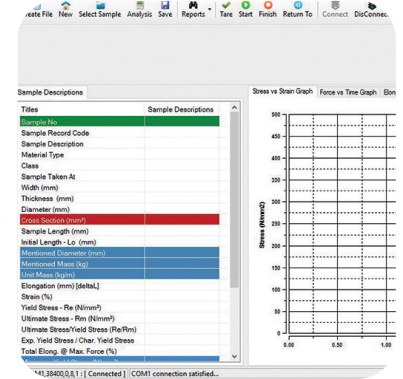 eate File New Select Sample Analysis Save Reports Tare Start Finish Return To Connect DisConnec
Sample Descriptions
Titles Sample Descriptions
Sample No
Sample Record Code
Sample Description
Material Type
Class
Sample Taken At
Width (mm)
Thickness (mm)
Diameter (mm)
Cross Section (mm²)
Sample Length (mm)
Initial Length - Lo (mm)
Mentioned Diameter (mm)
Mentioned Mass (kg)
Unit Mass (kg/m)
Elongation (mm) [deltaL]
Strain (%)
Yield Stress - Re (N/mm²)
Ultimate Stress - Rm (N/mm²)
Ultimate Stress/Yield Stress (Re/Rm)
Exp. Yield Stress / Char. Yield Stress
Total Elong. @ Max. Force (%)
Stress vs Strain Graph Force vs Time Graph Elon
Stress (N/mm2)
500
450
400
350
300
250
200
150
100
50
0
0.00 0.50 1.00
M1,38400,0,8,1 : [ Connected ] COM1 connection satisfied...